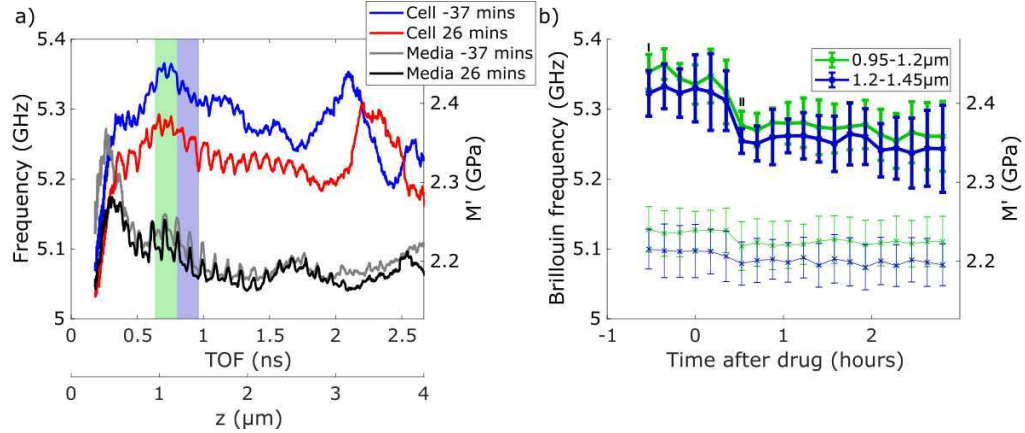 a)
Cell -37 mins
Cell 26 mins
Media -37 mins
Media 26 mins
Frequency (GHz)
5.4
5.3
5.2
5.1
5
M' (GPa)
2.4
2.3
2.2
0 0.5 1 1.5 2 2.5
TOF (ns)
0 1 2 3 4
z (µm)
b)
0.95-1.2µm
1.2-1.45µm
I
II
Brillouin frequency (GHz)
5.4
5.3
5.2
5.1
5
M' (GPa)
2.4
2.3
2.2
-1 0 1 2
Time after drug (hours)